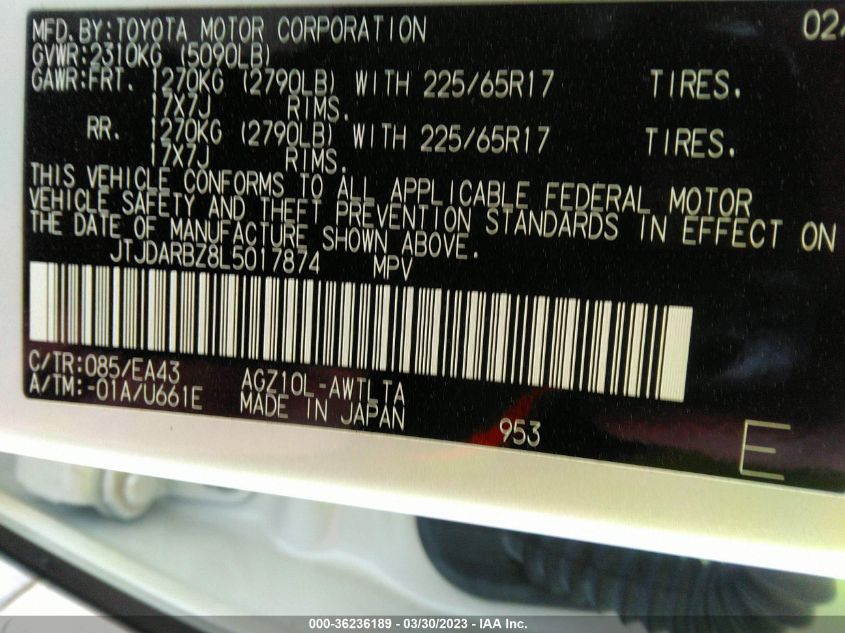 MFD.BY:TOYOTA MOTOR CORPORATION 02
GVWR:2310KG (5090LB)
GAWR:FRT. 1270KG (2790LB) WITH 225/65R17 TIRES.
17X7J RIMS.
RR. 1270KG (2790LB) WITH 225/65R17 TIRES.
17X7J RIMS.
THIS VEHICLE CONFORMS TO ALL APPLICABLE FEDERAL MOTOR
VEHICLE SAFETY AND THEFT PREVENTION STANDARDS IN EFFECT ON
THE DATE OF MANUFACTURE SHOWN ABOVE.
JTJDARBZ8L5017874 MPV
C/TR:085/EA43 AGZ10L-AWTLTA
A/TM:-01A/U661E MADE IN JAPAN 953 E
000-36236189 — 03/30/2023 - IAA Inc.